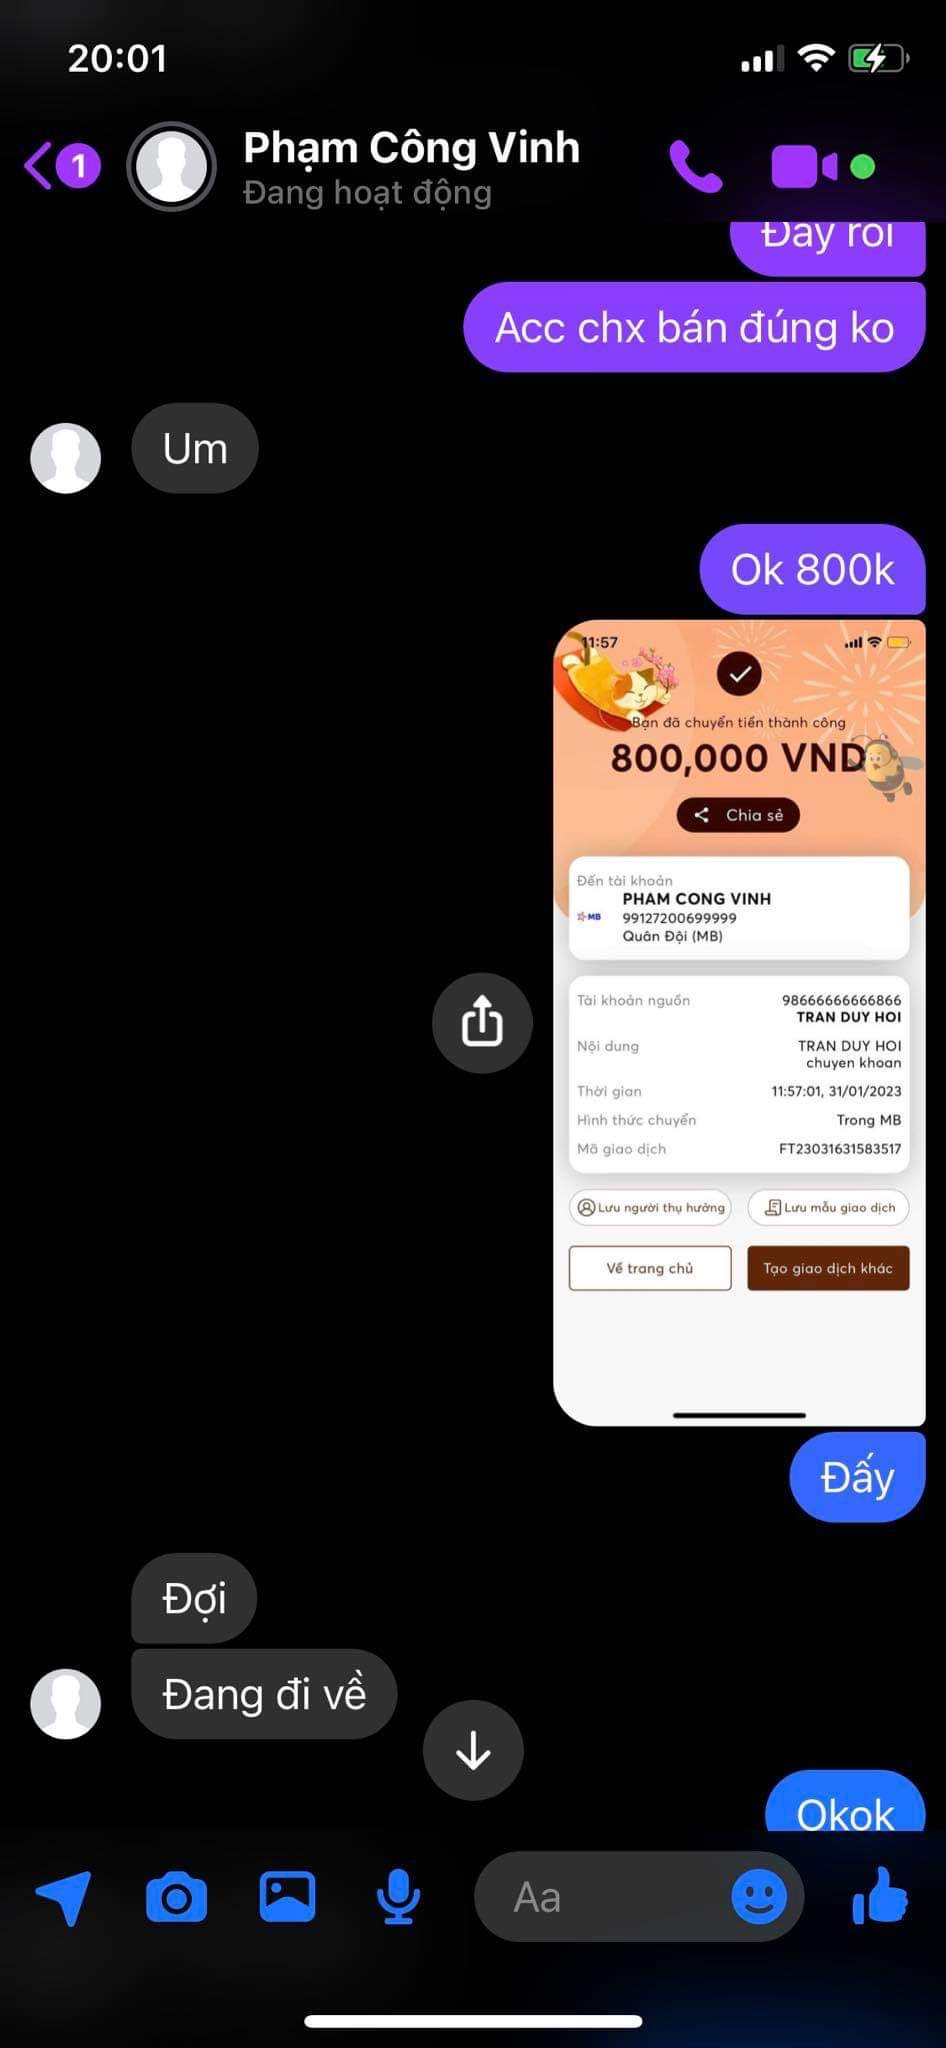 20:01
1
Phạm Công Vinh
Đang hoạt động
Đây rồi
Acc chx bán đúng ko
Um
Ok 800k
11:57
Bạn đã chuyển tiền thành công
800,000 VND
Chia sẻ
Đến tài khoản
PHAM CONG VINH
MB
99127200699999
Quân Đội (MB)
Tài khoản nguồn
98666666666866
TRAN DUY HOI
Nội dung
TRAN DUY HOI
chuyen khoan
Thời gian
11:57:01, 31/01/2023
Hình thức chuyển
Trong MB
Mã giao dịch
FT23031631583517
Lưu người thụ hưởng
Lưu mẫu giao dịch
Về trang chủ
Tạo giao dịch khác
Đấy
Đợi
Đang đi về
Okok
Aa